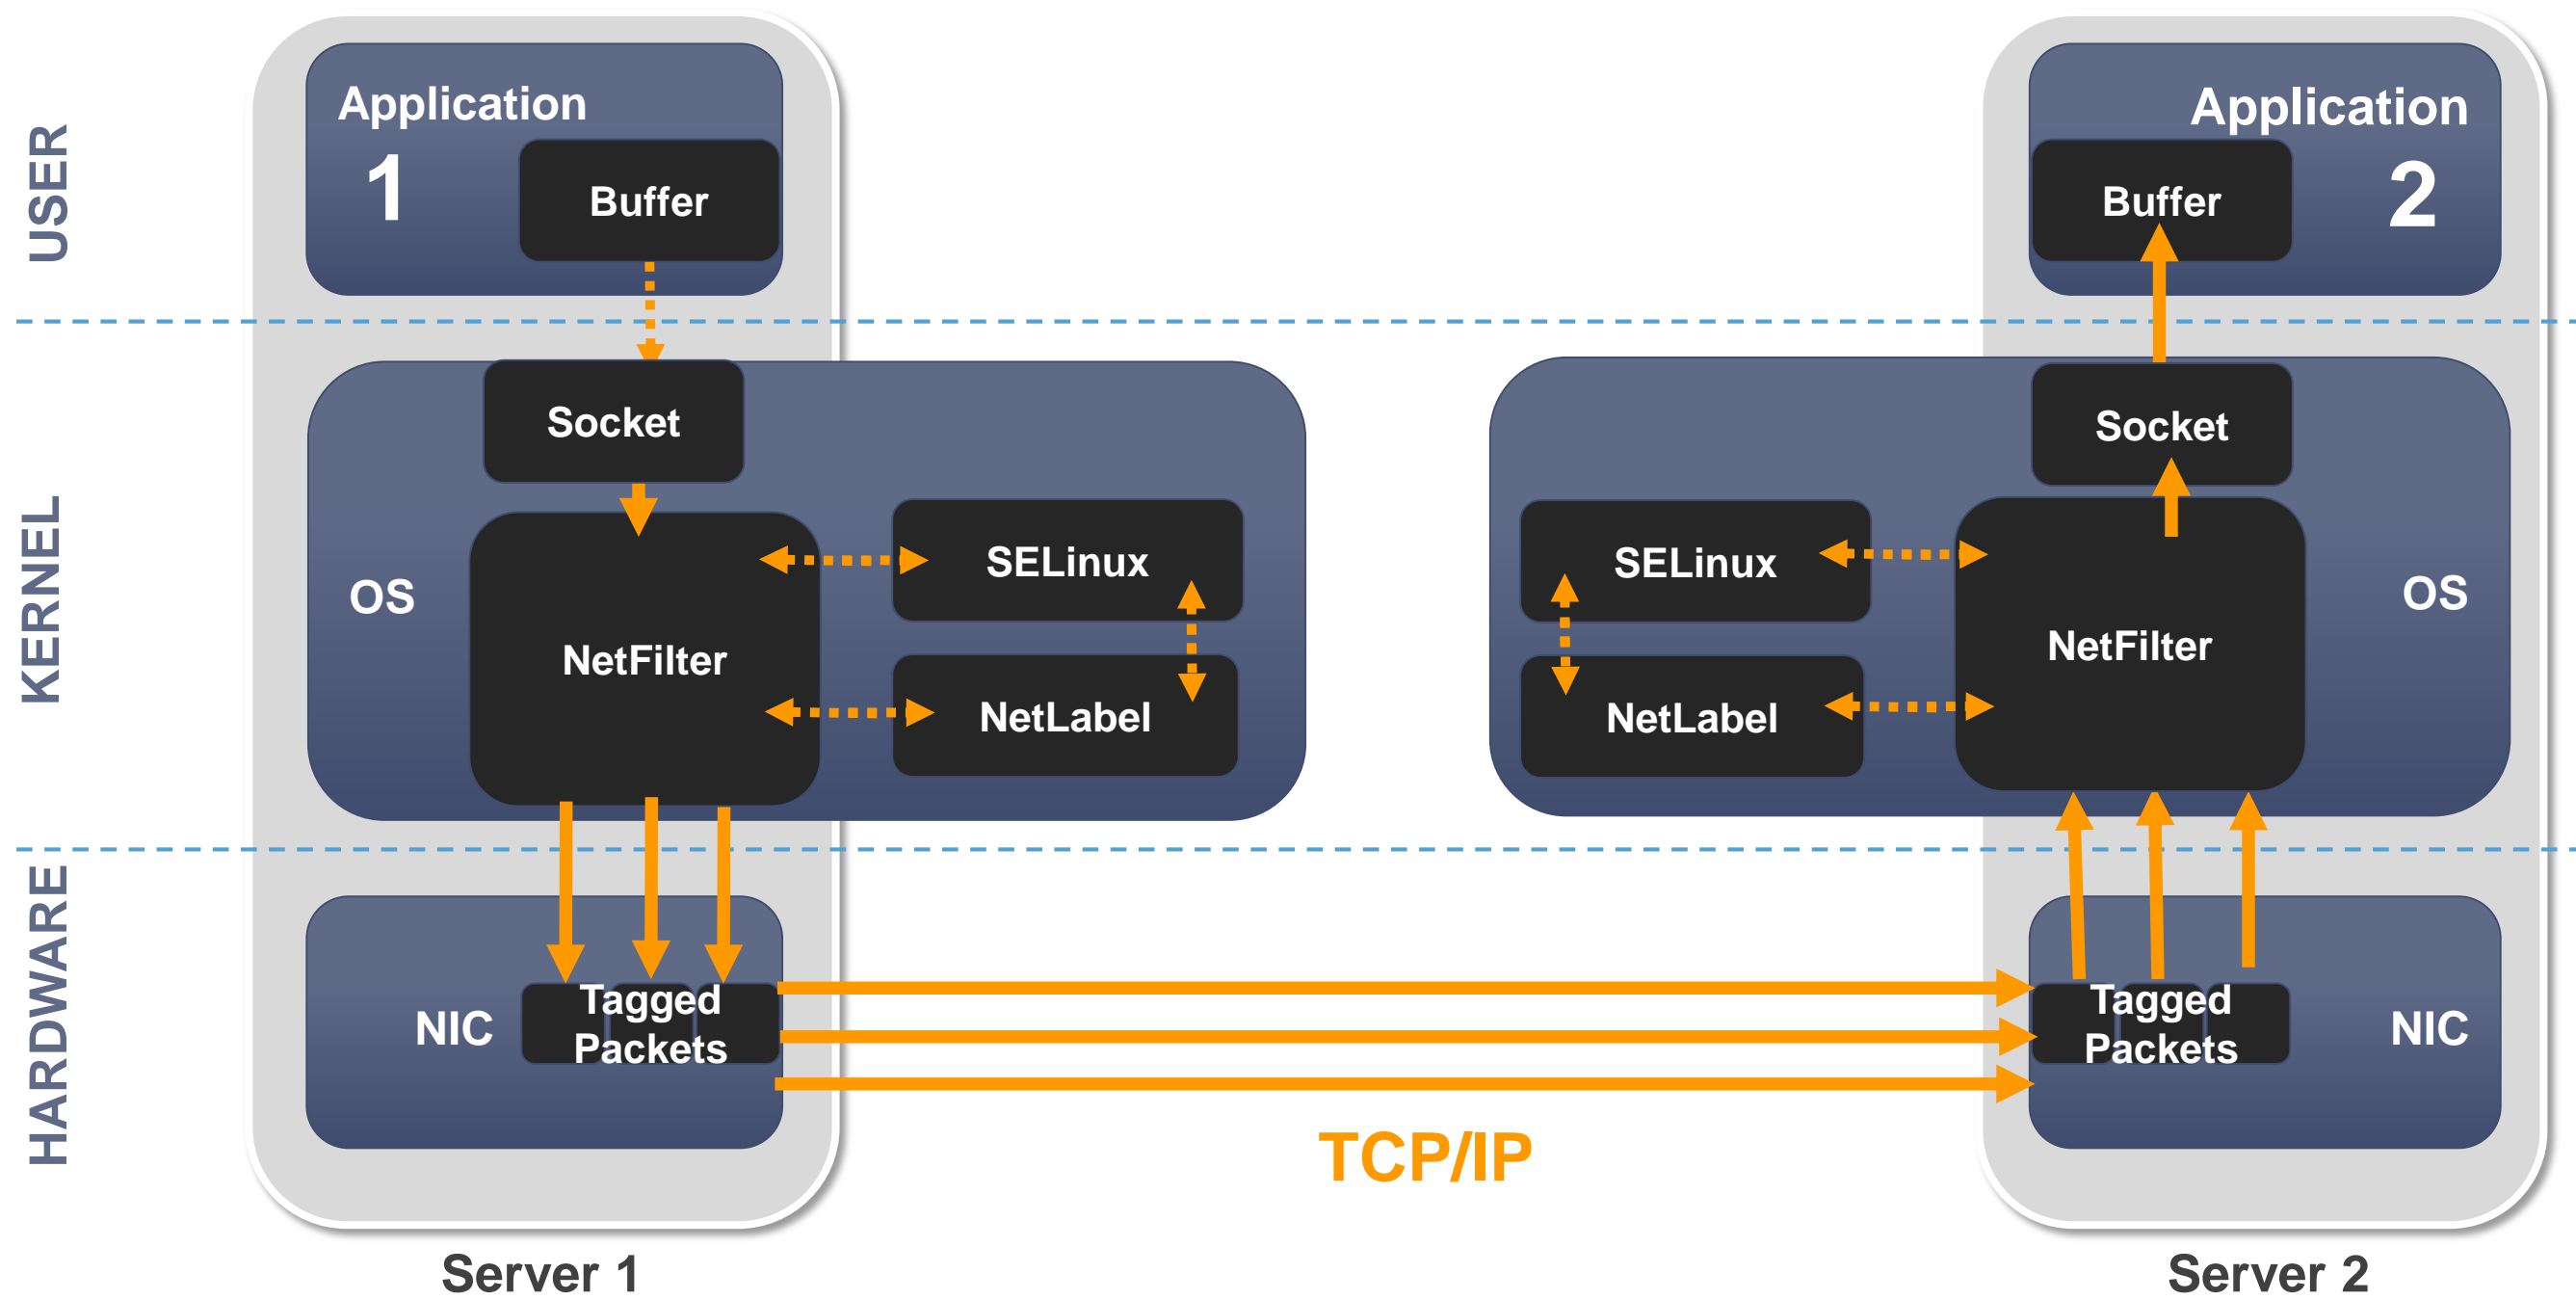 USER
Application
1
Buffer
Application
2
Buffer
KERNEL
OS
Socket
NetFilter
SELinux
NetLabel
Socket
SELinux
NetLabel
NetFilter
OS
HARDWARE
NIC
Tagged
Packets
Tagged
Packets
NIC
TCP/IP
Server 1
Server 2